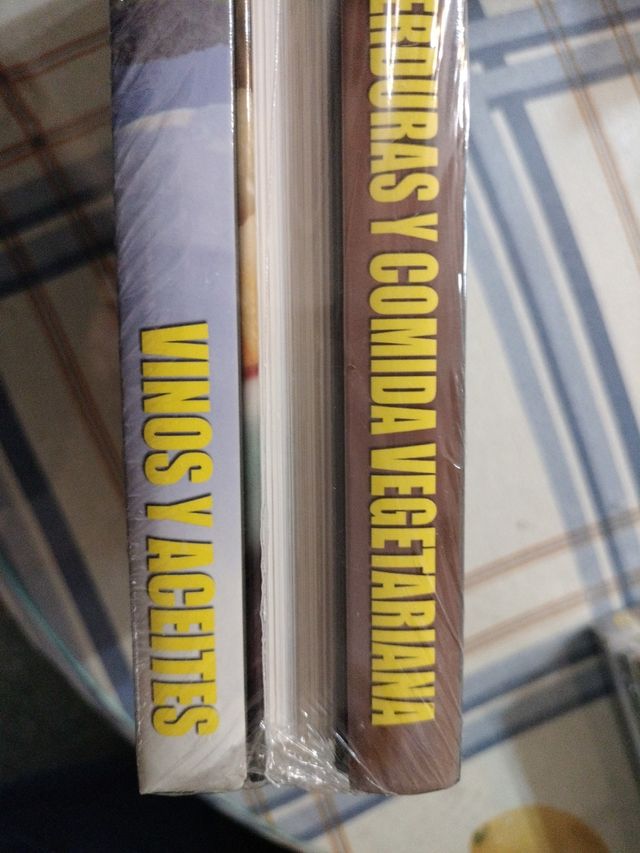 VINOS Y ACEITES
ERDURAS Y COMIDA VEGETARIANA